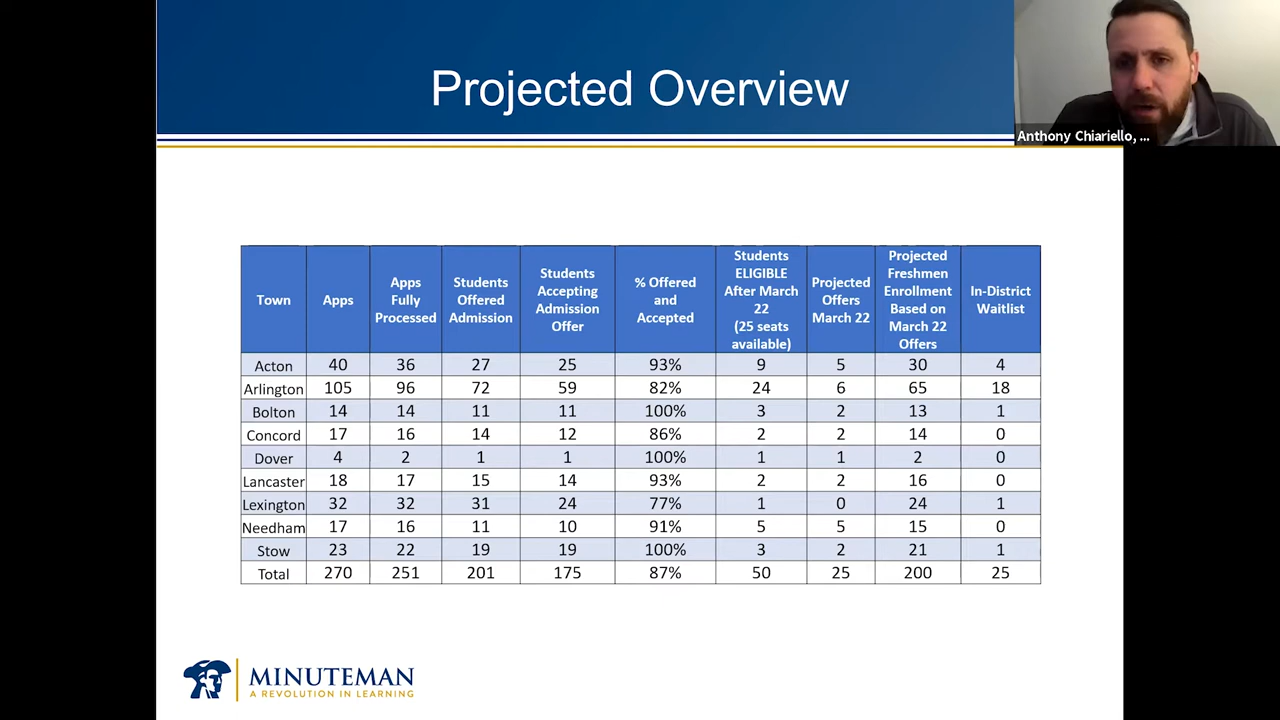 Projected Overview
Anthony Chiariello, ...
Town Apps Apps Fully Processed Students Offered Admission Students Accepting Admission Offer % Offered and Accepted Students ELIGIBLE After March 22 (25 seats available) Projected Offers March 22 Projected Freshmen Enrollment Based on March 22 Offers In-District Waitlist
Acton 40 36 27 25 93% 9 5 30 4
Arlington 105 96 72 59 82% 24 6 65 18
Bolton 14 14 11 11 100% 3 2 13 1
Concord 17 16 14 12 86% 2 2 14 0
Dover 4 2 1 1 100% 1 1 2 0
Lancaster 18 17 15 14 93% 2 2 16 0
Lexington 32 32 31 24 77% 1 0 24 1
Needham 17 16 11 10 91% 5 5 15 0
Stow 23 22 19 19 100% 3 2 21 1
Total 270 251 201 175 87% 50 25 200 25
MINUTEMAN
A REVOLUTION IN LEARNING